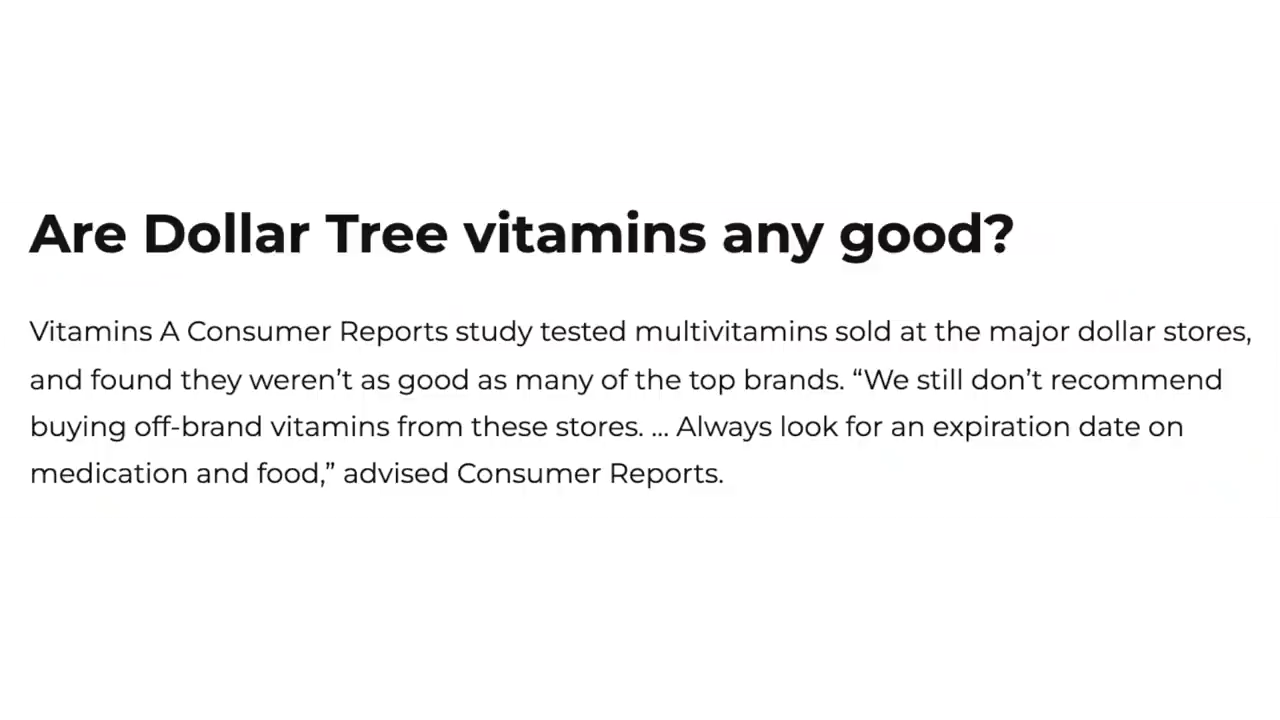 Are Dollar Tree vitamins any good?
Vitamins A Consumer Reports study tested multivitamins sold at the major dollar stores,
and found they weren’t as good as many of the top brands. “We still don’t recommend
buying off-brand vitamins from these stores. ... Always look for an expiration date on
medication and food,” advised Consumer Reports.